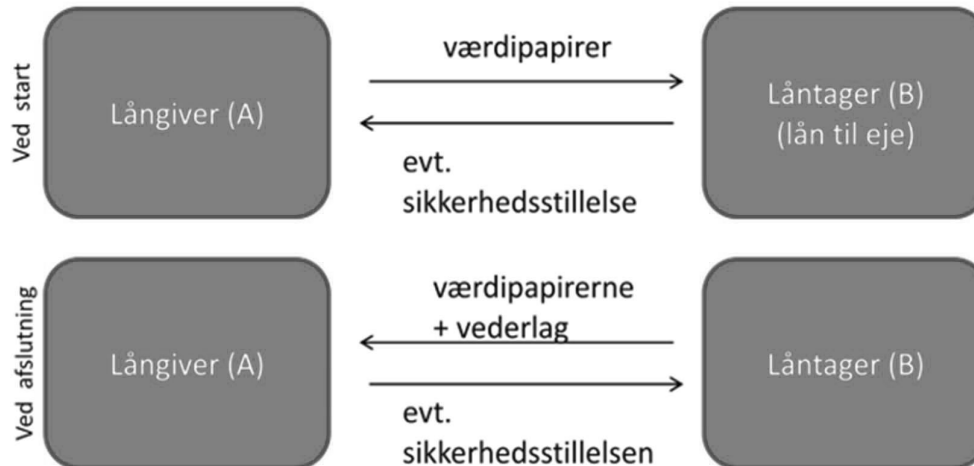 Ved start
Långiver (A)
værdipapirer
evt.
sikkerhedsstillelse
Låntager (B)
(lån til eje)
Ved afslutning
Långiver (A)
værdipapirerne
+ vederlag
evt.
sikkerhedsstillelsen
Låntager (B)